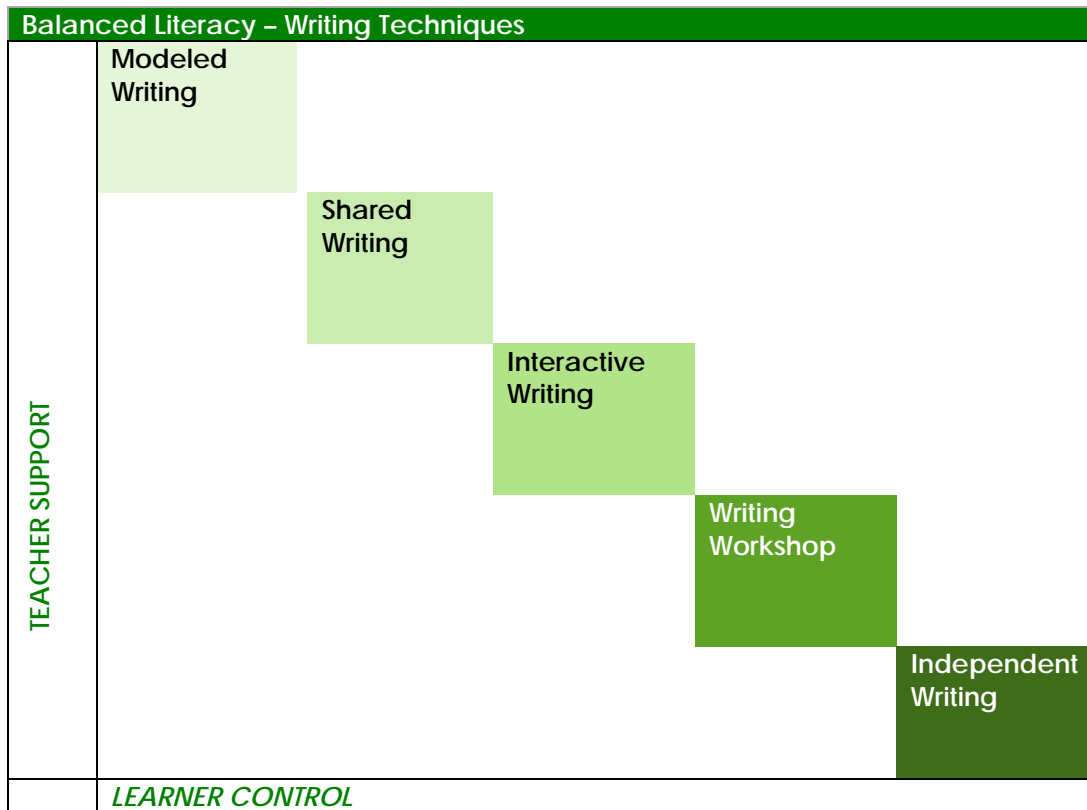 Balanced Literacy – Writing Techniques
Modeled
Writing
Shared
Writing
Interactive
Writing
TEACHER SUPPORT
Writing
Workshop
Independent
Writing
LEARNER CONTROL